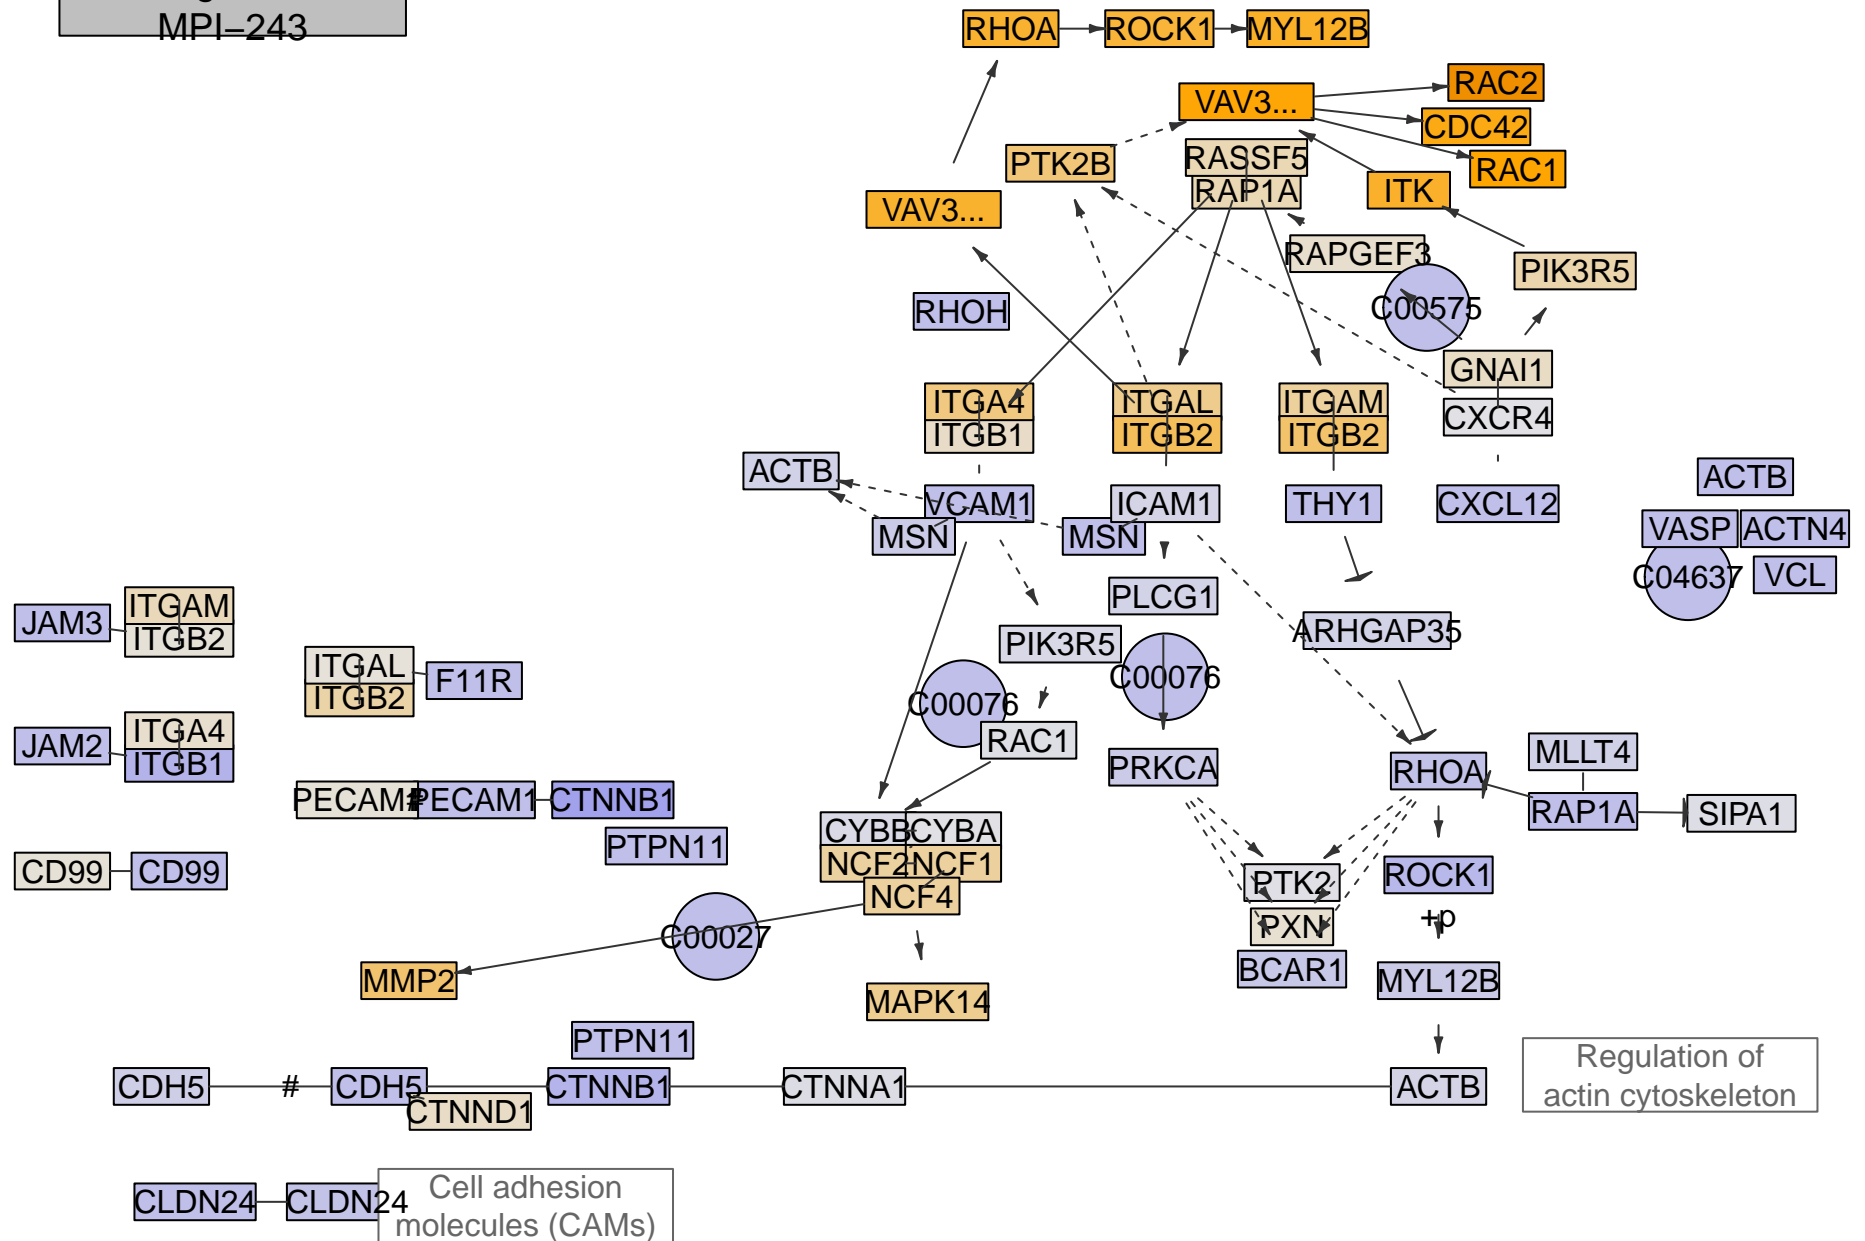 MPI−243
RHOA
ROCK1
MYL12B
RAC2
VAV3...
CDC42
RASSF5
PTK2B
RAC1
RAP1A
ITK
VAV3...
RAPGEF3
PIK3R5
RHOH
C00575
GNAI1
ITGA4
ITGAL
ITGAM
CXCR4
ITGB1
ITGB2
ITGB2
ACTB
ACTB
VCAM1
ICAM1
THY1
CXCL12
MSN
MSN
VASP
ACTN4
C04637
VCL
PLCG1
ITGAM
JAM3
ITGB2
ARHGAP35
PIK3R5
ITGAL
F11R
ITGB2
C00076
C00076
ITGA4
JAM2
ITGB1
RAC1
MLLT4
PRKCA
RHOA
PECAM1
#
PECAM1
CTNNB1
RAP1A
SIPA1
CYBB
CYBA
PTPN11
NCF2
NCF1
CD99
CD99
NCF4
PTK2
ROCK1
+p
PXN
C00027
BCAR1
MMP2
MYL12B
MAPK14
PTPN11
CDH5
#
CDH5
CTNNB1
CTNNA1
ACTB
CTNND1
Regulation of
actin cytoskeleton
CLDN24
CLDN24
Cell adhesion
molecules (CAMs)